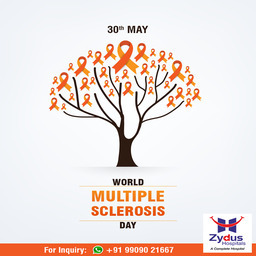 30th MAY
WORLD
MULTIPLE
SCLEROSIS
DAY
For Inquiry: +91 99090 21667
Zydus
Hospitals
A Complete Hospital